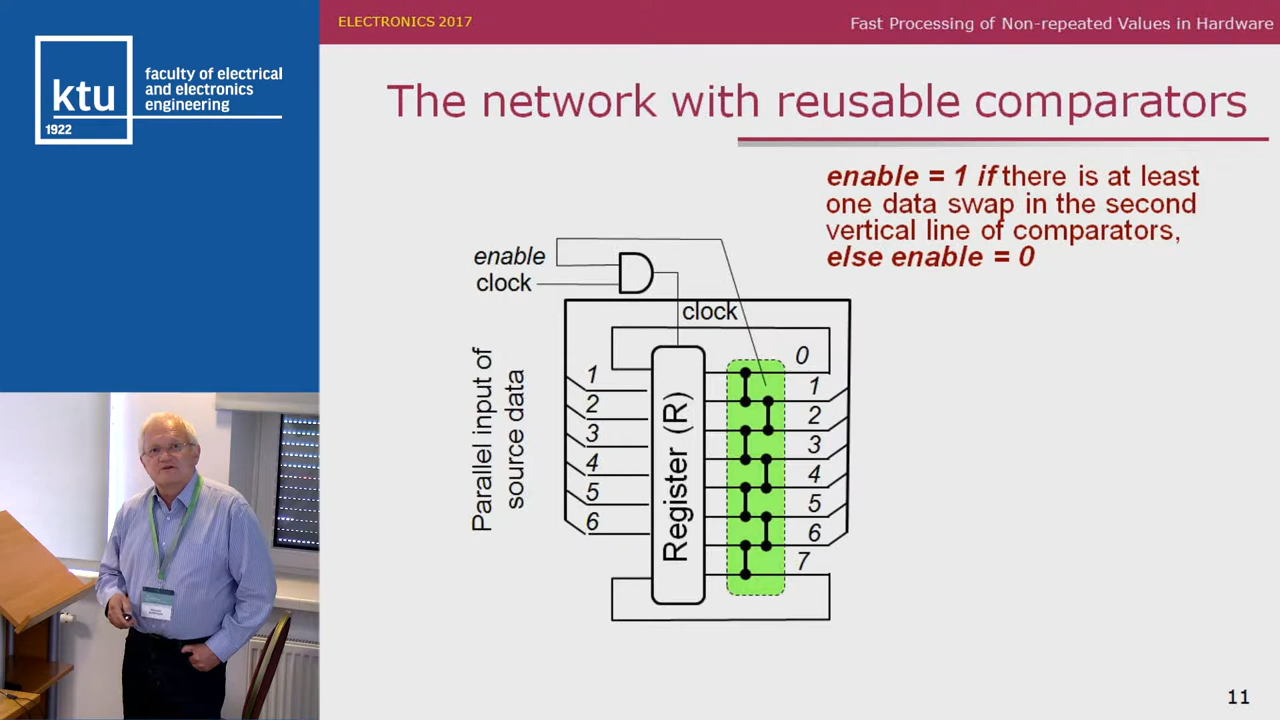 ELECTRONICS 2017
Fast Processing of Non-repeated Values in Hardware
ktu
1922
faculty of electrical
and electronics
engineering
The network with reusable comparators
enable = 1 if there is at least
one data swap in the second
vertical line of comparators,
else enable = 0
enable
clock
clock
Parallel input of
source data
1
2
3
4
5
6
Register (R)
0
1
2
3
4
5
6
7
11